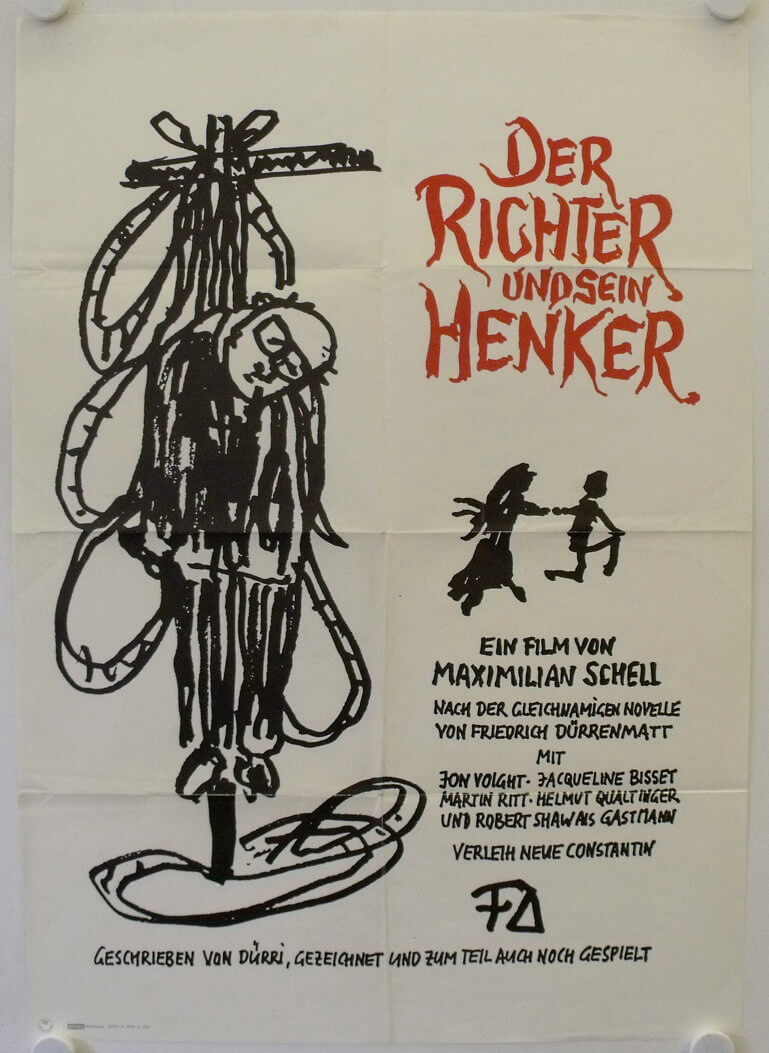 DER
RICHTER
UND SEIN
HENKER
EIN FILM VON
MAXIMILIAN SCHELL
NACH DER GLEICHNAMIGEN NOVELLE
VON FRIEDRICH DÜRRENMATT
MIT
JON VOIGHT · JACQUELINE BISSET
MARTIN RITT · HELMUT QUALTINGER
UND ROBERT SHAW ALS GASTMANN
VERLEIH NEUE CONSTANTIN
FD
GESCHRIEBEN VON DÜRRI, GEZEICHNET UND ZUM TEIL AUCH NOCH GESPIELT